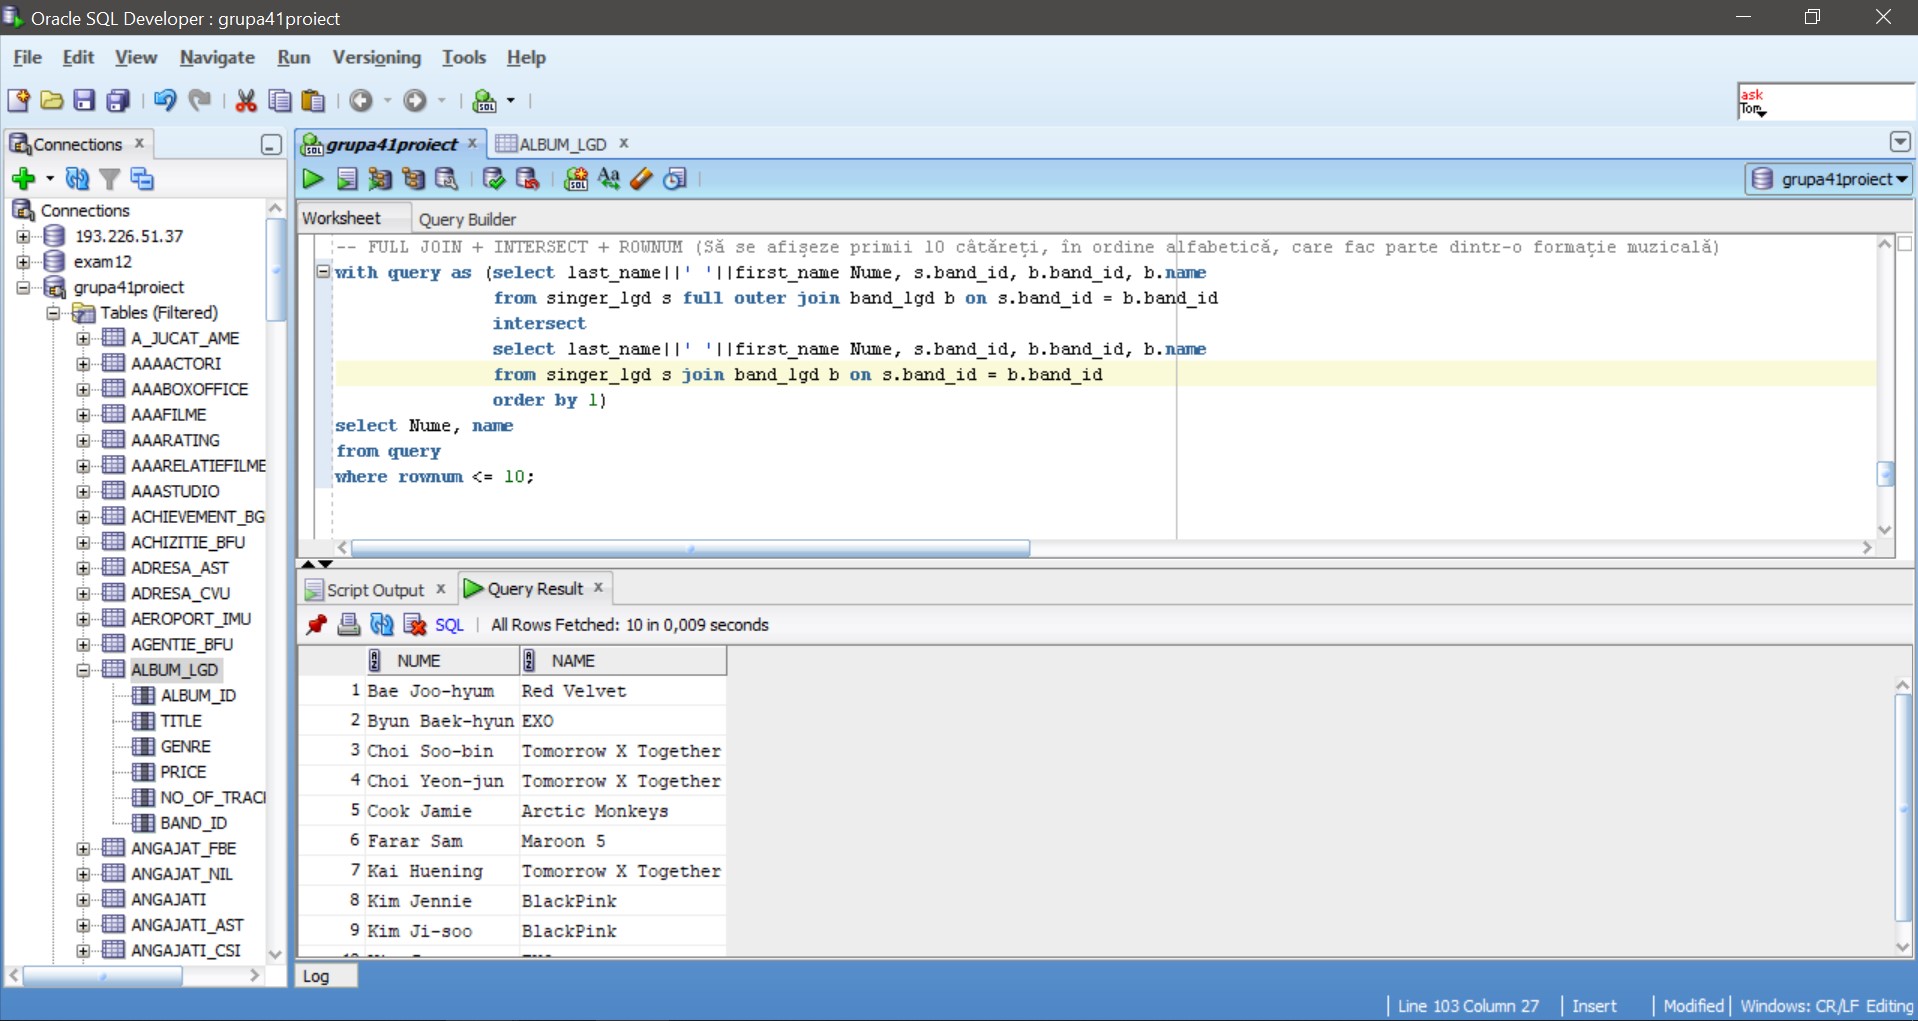 Oracle SQL Developer : grupa41proiect
File Edit View Navigate Run Versioning Tools Help
ask
Tom
Connections
grupa41proiect
ALBUM_LGD
grupa41proiect
Worksheet
Query Builder
Connections
193.226.51.37
exam12
grupa41proiect
Tables (Filtered)
A_JUCAT_AME
AAAACTORI
AAABOXOFFICE
AAAFILME
AAARATING
AAARELATIEFILME
AAASTUDIO
ACHIEVEMENT_BG
ACHIZITIE_BFU
ADRESA_AST
ADRESA_CVU
AEROPORT_IMU
AGENTIE_BFU
ALBUM_LGD
ALBUM_ID
TITLE
GENRE
PRICE
NO_OF_TRAC
BAND_ID
ANGAJAT_FBE
ANGAJAT_NIL
ANGAJATI
ANGAJATI_AST
ANGAJATI_CSI
-- FULL JOIN + INTERSECT + ROWNUM (Să se afișeze primii 10 câtăreți, în ordine alfabetică, care fac parte dintr-o formație muzicală)
with query as (select last_name||' '||first_name Nume, s.band_id, b.band_id, b.name
from singer_lgd s full outer join band_lgd b on s.band_id = b.band_id
intersect
select last_name||' '||first_name Nume, s.band_id, b.band_id, b.name
from singer_lgd s join band_lgd b on s.band_id = b.band_id
order by 1)
select Nume, name
from query
where rownum <= 10;
Script Output
Query Result
SQL
All Rows Fetched: 10 in 0,009 seconds
NUME NAME
1 Bae Joo-hyum Red Velvet
2 Byun Baek-hyun EXO
3 Choi Soo-bin Tomorrow X Together
4 Choi Yeon-jun Tomorrow X Together
5 Cook Jamie Arctic Monkeys
6 Farar Sam Maroon 5
7 Kai Huening Tomorrow X Together
8 Kim Jennie BlackPink
9 Kim Ji-soo BlackPink
Log
Line 103 Column 27
Insert
Modified
Windows: CR/LF Editing